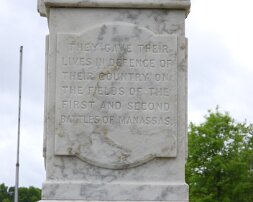 THEY GAVE THEIR
LIVES IN DEFENCE OF
THEIR COUNTRY ON
THE FIELDS OF THE
FIRST AND SECOND
BATTLES OF MANASSAS.